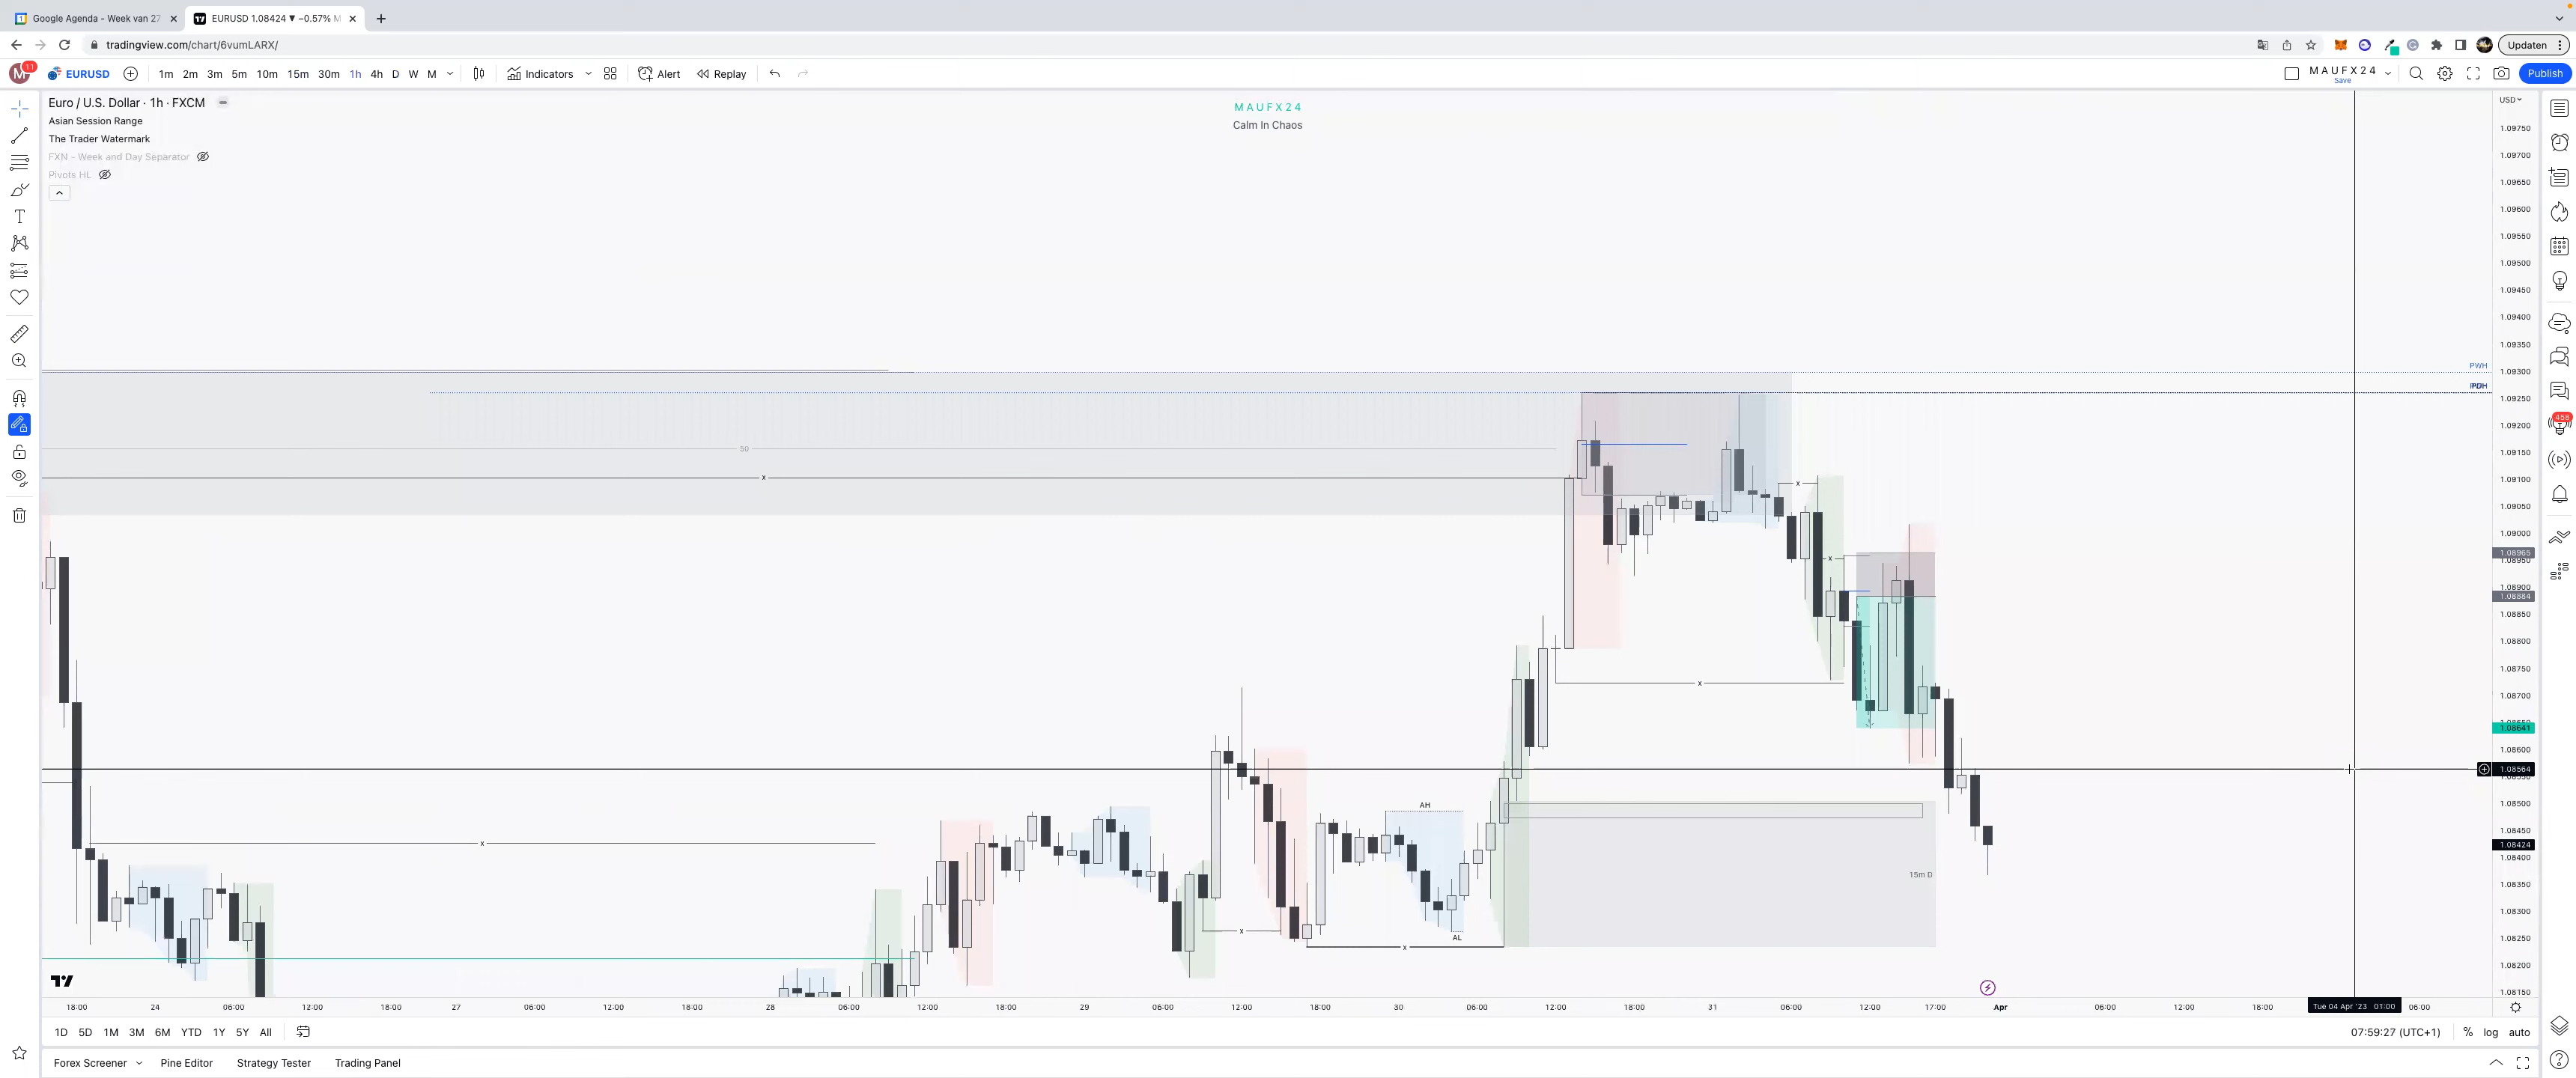 Google Agenda - Week van 27
EURUSD 1.08424 ▼ −0.57% M
tradingview.com/chart/6vumLARX/
Updaten
M
11
EURUSD
1m 2m 3m 5m 10m 15m 30m 1h 4h D W M
Indicators
Alert
Replay
MAUFX24
Save
Publish
Euro / U.S. Dollar · 1h · FXCM
Asian Session Range
The Trader Watermark
FXN - Week and Day Separator
Pivots HL
MAUFX24
Calm In Chaos
USD
1.09750
1.09700
1.09650
1.09600
1.09550
1.09500
1.09450
1.09400
1.09350
PWH
1.09300
PDH
1.09250
1.09200
50
1.09150
x
1.09100
x
1.09050
1.09000
x
1.08965
1.08950
1.08900
1.08884
1.08850
1.08800
1.08750
x
1.08700
1.08641
1.08600
1.08564
1.08500
AH
1.08450
x
1.08424
1.08400
15m D
1.08350
1.08300
x
AL
x
1.08250
1.08200
1.08150
18:00 24 06:00 12:00 18:00 27 06:00 12:00 18:00 28 06:00 12:00 18:00 29 06:00 12:00 18:00 30 06:00 12:00 18:00 31 06:00 12:00 17:00 Apr 06:00 12:00 18:00 Tue 04 Apr '23 01:00 06:00
1D 5D 1M 3M 6M YTD 1Y 5Y All
07:59:27 (UTC+1) % log auto
Forex Screener Pine Editor Strategy Tester Trading Panel
458